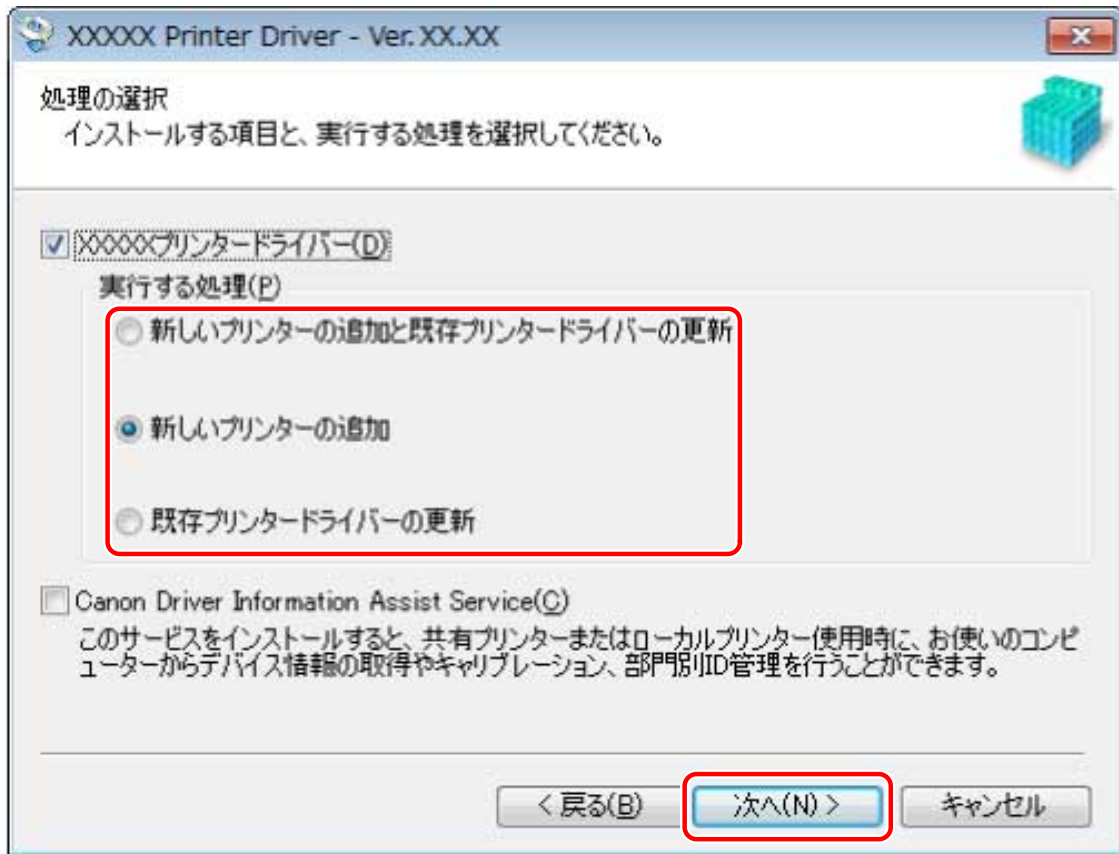 XXXXX Printer Driver - Ver. XX.XX
処理の選択
インストールする項目と、実行する処理を選択してください。
XXXXXプリンタードライバー(D)
実行する処理(P)
新しいプリンターの追加と既存プリンタードライバーの更新
新しいプリンターの追加
既存プリンタードライバーの更新
Canon Driver Information Assist Service(C)
このサービスをインストールすると、共有プリンターまたはローカルプリンター使用時に、お使いのコンピ
ューターからデバイス情報の取得やキャリブレーション、部門別ID管理を行うことができます。
< 戻る(B) 次へ(N) > キャンセル